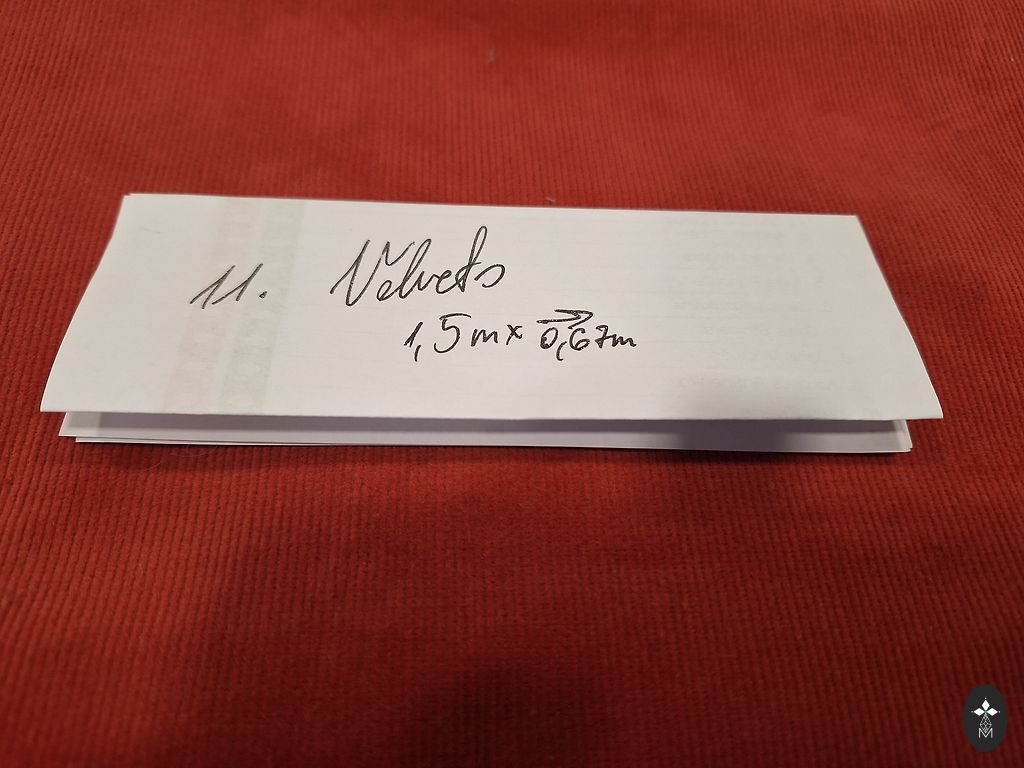 11. Velvets
1,5m x 0,67m
M